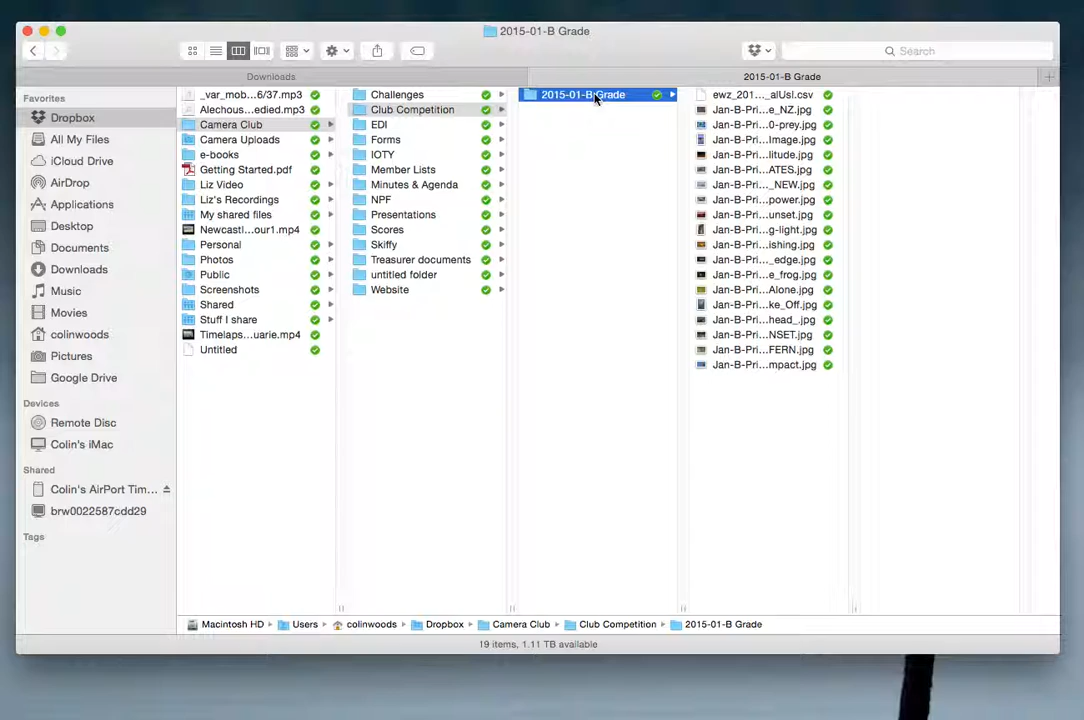 2015-01-B Grade
Search
Downloads
2015-01-B Grade
Favorites
Dropbox
All My Files
iCloud Drive
AirDrop
Applications
Desktop
Documents
Downloads
Music
Movies
colinwoods
Pictures
Google Drive
Devices
Remote Disc
Colin's iMac
Shared
Colin's AirPort Tim...
brw0022587cdd29
Tags
_var_mob...6/37.mp3
Alechous...edied.mp3
Camera Club
Camera Uploads
e-books
Getting Started.pdf
Liz Video
Liz's Recordings
My shared files
Newcastl...our1.mp4
Personal
Photos
Public
Screenshots
Shared
Stuff I share
Timelaps...uarie.mp4
Untitled
Challenges
Club Competition
EDI
Forms
IOTY
Member Lists
Minutes & Agenda
NPF
Presentations
Scores
Skiffy
Treasurer documents
untitled folder
Website
2015-01-B Grade
ewz_201..._alUsl.csv
Jan-B-Pri...e_NZ.jpg
Jan-B-Pri...0-prey.jpg
Jan-B-Pri...Image.jpg
Jan-B-Pri...litude.jpg
Jan-B-Pri...ATES.jpg
Jan-B-Pri..._NEW.jpg
Jan-B-Pri...power.jpg
Jan-B-Pri...unset.jpg
Jan-B-Pri...g-light.jpg
Jan-B-Pri...ishing.jpg
Jan-B-Pri..._edge.jpg
Jan-B-Pri...e_frog.jpg
Jan-B-Pri...Alone.jpg
Jan-B-Pri...ke_Off.jpg
Jan-B-Pri...head_.jpg
Jan-B-Pri...NSET.jpg
Jan-B-Pri...FERN.jpg
Jan-B-Pri...mpact.jpg
Macintosh HD Users colinwoods Dropbox Camera Club Club Competition 2015-01-B Grade
19 items, 1.11 TB available